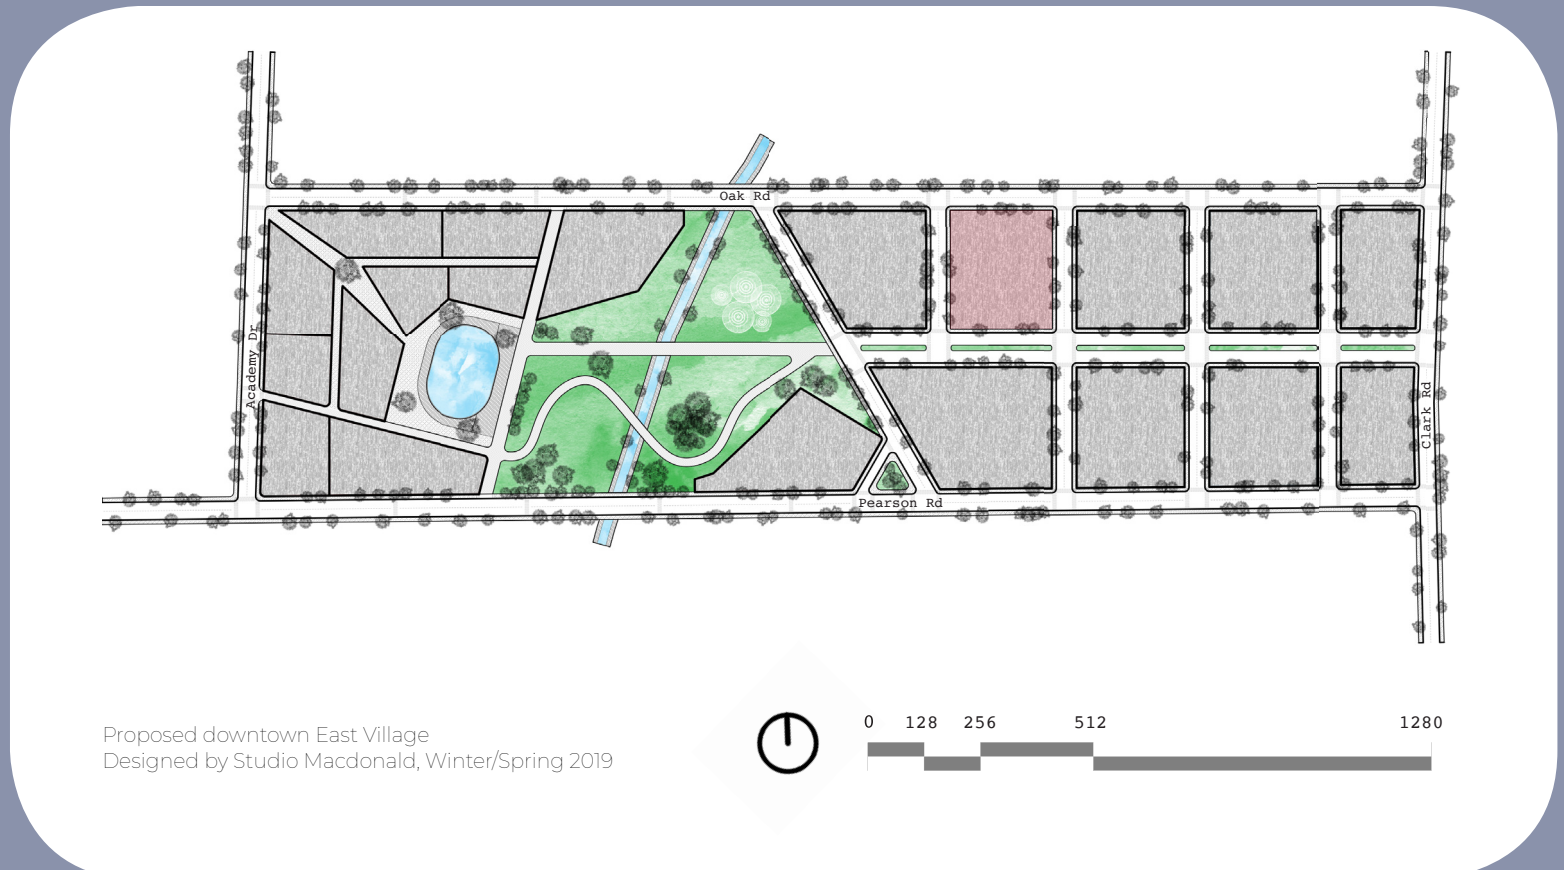 Oak Rd
Academy Dr
Clark Rd
Pearson Rd
0 128 256 512 1280
Proposed downtown East Village
Designed by Studio Macdonald, Winter/Spring 2019